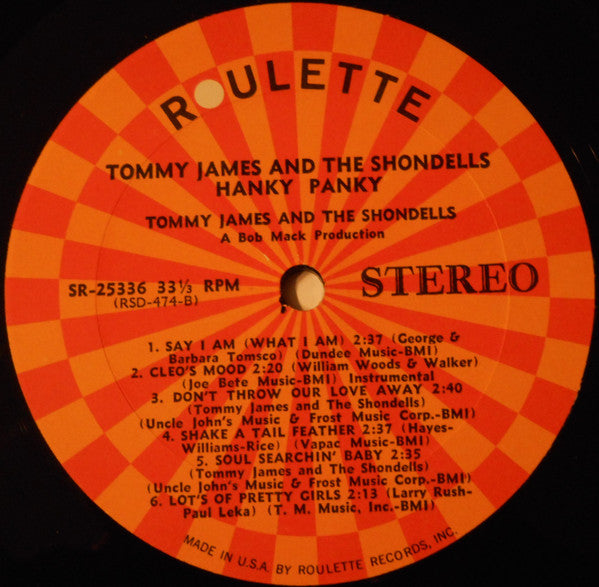 ROULETTE
TOMMY JAMES AND THE SHONDELLS
HANKY PANKY
TOMMY JAMES AND THE SHONDELLS
A Bob Mack Production
SR-25336 33⅓ RPM
(RSD-474-B)
STEREO
1. SAY I AM (WHAT I AM) 2:37 (George &
Barbara Tomsco) (Dundee Music-BMI)
2. CLEO'S MOOD 2:20 (William Woods & Walker)
(Joe Bete Music-BMI) Instrumental
3. DON'T THROW OUR LOVE AWAY 2:40
(Tommy James and The Shondells)
(Uncle John's Music & Frost Music Corp.-BMI)
4. SHAKE A TAIL FEATHER 2:37 (Hayes-
Williams-Rice) (Vapac Music-BMI)
5. SOUL SEARCHIN' BABY 2:35
(Tommy James and The Shondells)
(Uncle John's Music & Frost Music Corp.-BMI)
6. LOT'S OF PRETTY GIRLS 2:13 (Larry Rush-
Paul Leka) (T. M. Music, Inc.-BMI)
MADE IN U.S.A. BY ROULETTE RECORDS, INC.